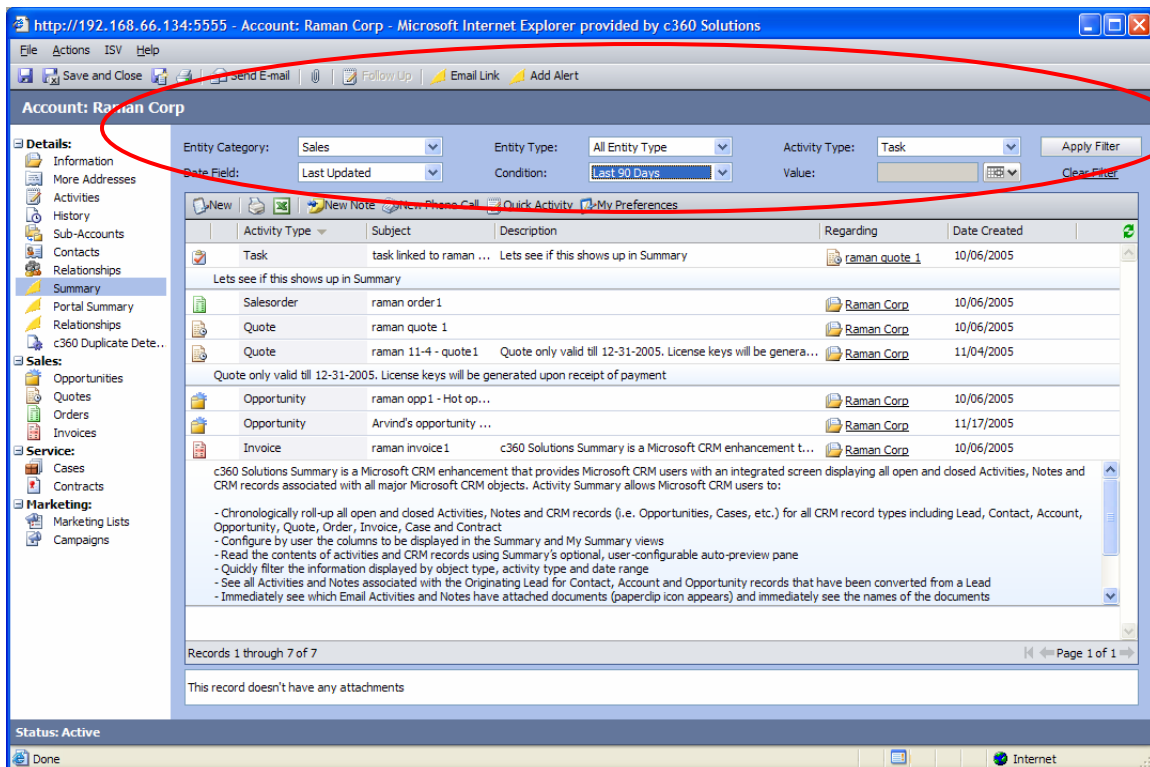 http://192.168.66.134:5555 - Account: Raman Corp - Microsoft Internet Explorer provided by c360 Solutions
File Actions ISV Help
Save and Close Send E-mail Follow Up Email Link Add Alert
Account: Raman Corp
Details:
Information
More Addresses
Activities
History
Sub-Accounts
Contacts
Relationships
Summary
Portal Summary
Relationships
c360 Duplicate Dete...
Sales:
Opportunities
Quotes
Orders
Invoices
Service:
Cases
Contracts
Marketing:
Marketing Lists
Campaigns
Entity Category: Sales Entity Type: All Entity Type Activity Type: Task Apply Filter
Date Field: Last Updated Condition: Last 90 Days Value: Clear Filter
New New Note New Phone Call Quick Activity My Preferences
Activity Type Subject Description Regarding Date Created
Task task linked to raman ... Lets see if this shows up in Summary raman quote 1 10/06/2005
Lets see if this shows up in Summary
Salesorder raman order1 Raman Corp 10/06/2005
Quote raman quote 1 Raman Corp 10/06/2005
Quote raman 11-4 - quote1 Quote only valid till 12-31-2005. License keys will be genera... Raman Corp 11/04/2005
Quote only valid till 12-31-2005. License keys will be generated upon receipt of payment
Opportunity raman opp1 - Hot op... Raman Corp 10/06/2005
Opportunity Arvind's opportunity ... Raman Corp 11/17/2005
Invoice raman invoice1 c360 Solutions Summary is a Microsoft CRM enhancement t... Raman Corp 10/06/2005
c360 Solutions Summary is a Microsoft CRM enhancement that provides Microsoft CRM users with an integrated screen displaying all open and closed Activities, Notes and
CRM records associated with all major Microsoft CRM objects. Activity Summary allows Microsoft CRM users to:
- Chronologically roll-up all open and closed Activities, Notes and CRM records (i.e. Opportunities, Cases, etc.) for all CRM record types including Lead, Contact, Account,
Opportunity, Quote, Order, Invoice, Case and Contract
- Configure by user the columns to be displayed in the Summary and My Summary views
- Read the contents of activities and CRM records using Summary's optional, user-configurable auto-preview pane
- Quickly filter the information displayed by object type, activity type and date range
- See all Activities and Notes associated with the Originating Lead for Contact, Account and Opportunity records that have been converted from a Lead
- Immediately see which Email Activities and Notes have attached documents (paperclip icon appears) and immediately see the names of the documents
Records 1 through 7 of 7 Page 1 of 1
This record doesn't have any attachments
Status: Active
Done Internet